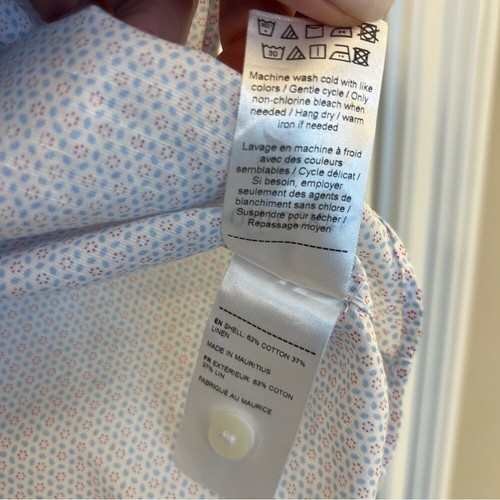 30
Machine wash cold with like
colors / Gentle cycle / Only
non-chlorine bleach when
needed / Hang dry / warm
iron if needed
Lavage en machine à froid
avec des couleurs
semblables / Cycle délicat /
Si besoin, employer
seulement des agents de
blanchiment sans chlore /
Suspendre pour sécher /
Repassage moyen
EN SHELL: 63% COTTON 37%
LINEN
MADE IN MAURITIUS
FR EXTÉRIEUR: 63% COTON
37% LIN
FABRIQUÉ AU MAURICE